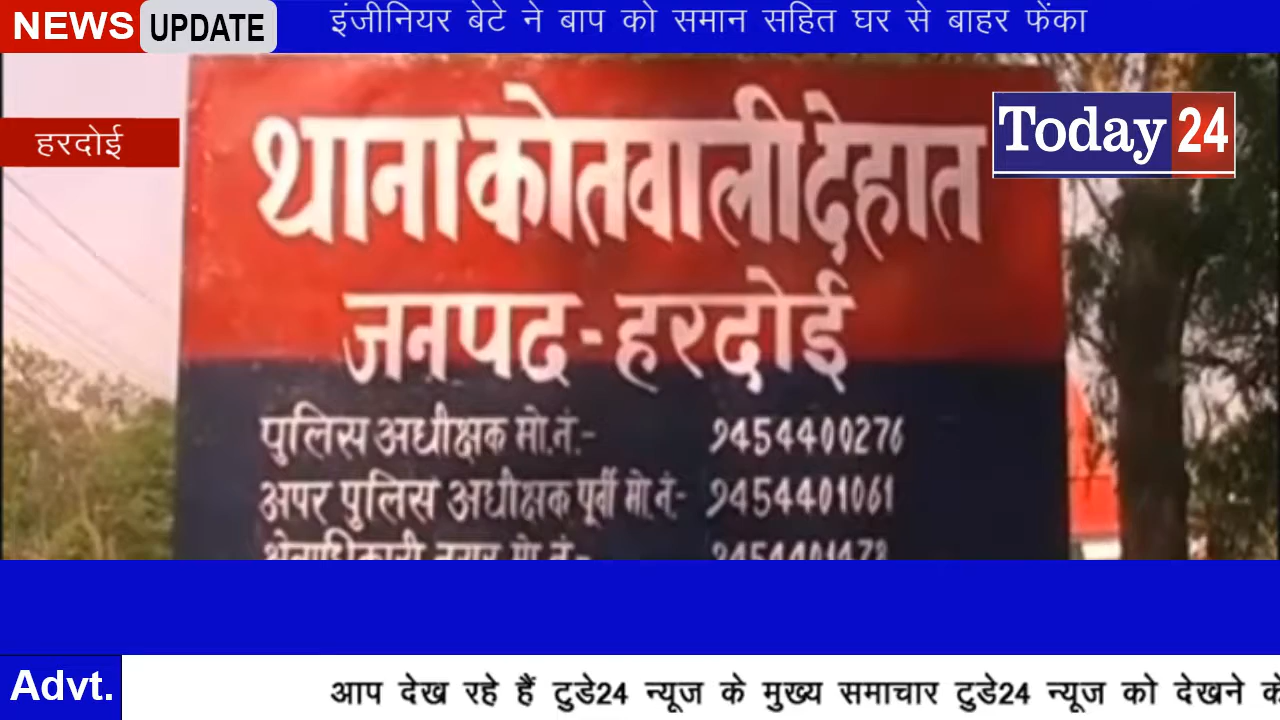 NEWS UPDATE
इंजीनियर बेटे ने बाप को समान सहित घर से बाहर फेंका
हरदोई
Today 24
थाना कोतवाली देहात
जनपद-हरदोई
पुलिस अधीक्षक मो.नं.- 9454400276
अपर पुलिस अधीक्षक पूर्वी मो.नं- 9454401061
क्षेत्राधिकारी नगर मो.नं.-
Advt.
आप देख रहे हैं टुडे24 न्यूज के मुख्य समाचार टुडे24 न्यूज को देखने के